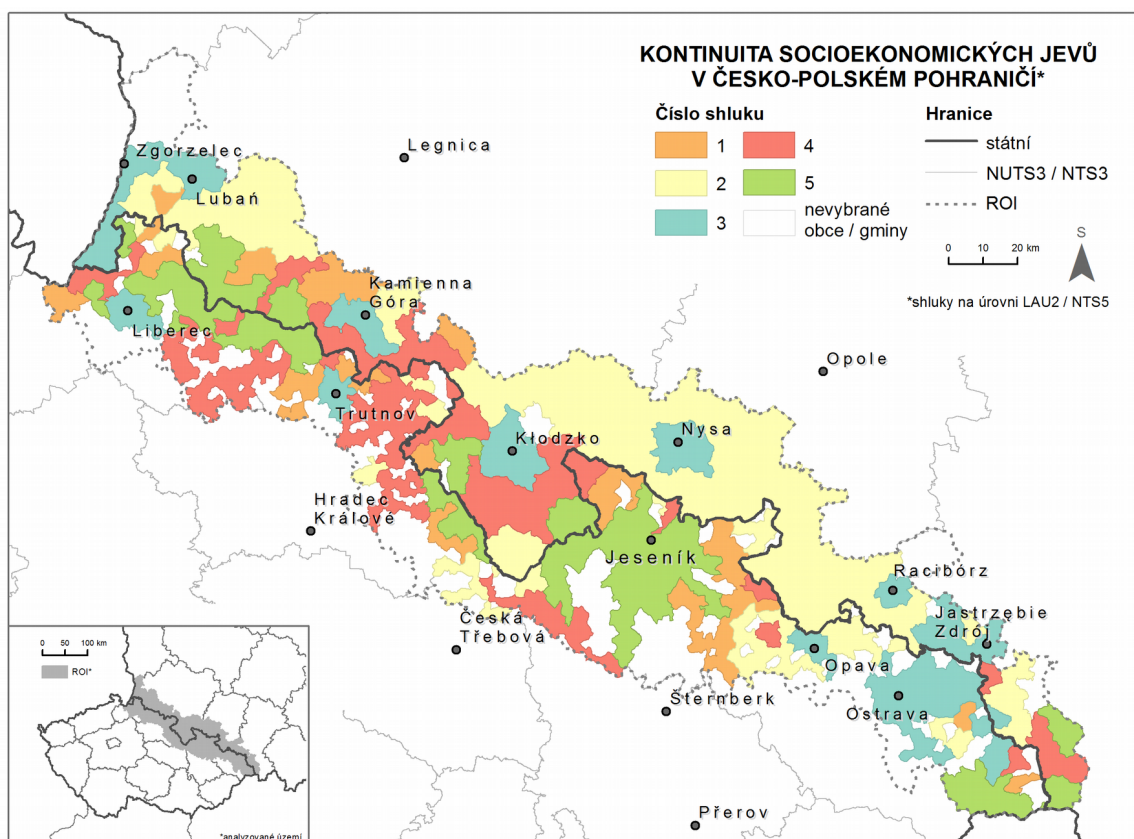 KONTINUITA SOCIOEKONOMICKÝCH JEVŮ
V ČESKO-POLSKÉM POHRANIČÍ*
Číslo shluku
1
2
3
4
5
nevybrané
obce / gminy
Hranice
státní
NUTS3 / NTS3
ROI
0 10 20 km
S
*shluky na úrovni LAU2 / NTS5
Zgorzelec
Legnica
Lubań
Kamienna
Góra
Liberec
Opole
Trutnov
Kłodzko
Nysa
Hradec
Králové
Jeseník
Racibórz
Jastrzębie
Zdrój
Česká
Třebová
Opava
Ostrava
Šternberk
Přerov
0 50 100 km
ROI*
*analyzované území